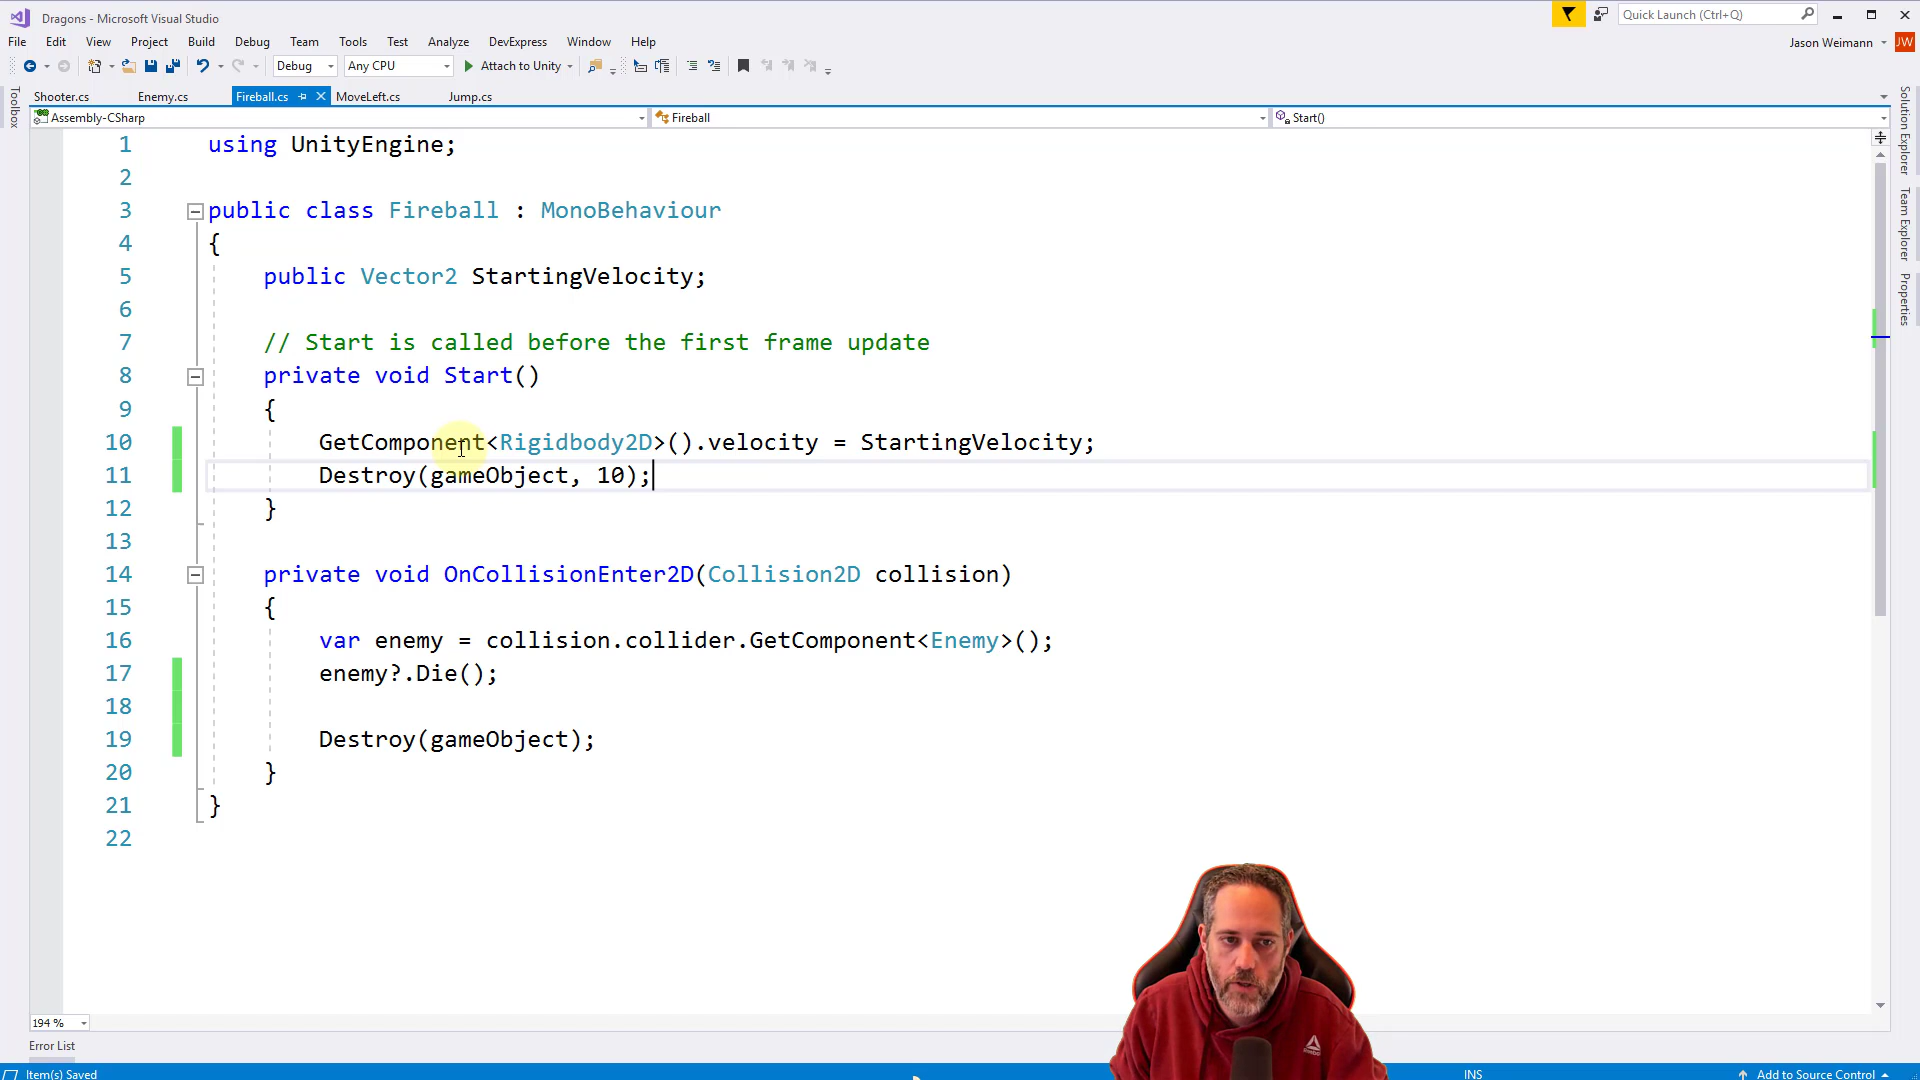 Dragons - Microsoft Visual Studio
Quick Launch (Ctrl+Q)
File Edit View Project Build Debug Team Tools Test Analyze DevExpress Window Help
Jason Weimann JW
Debug Any CPU Attach to Unity
Toolbox
Shooter.cs Enemy.cs Fireball.cs MoveLeft.cs Jump.cs
Assembly-CSharp Fireball Start()
Solution Explorer
Team Explorer
Properties
1 using UnityEngine;
2
3 public class Fireball : MonoBehaviour
4 {
5 public Vector2 StartingVelocity;
6
7 // Start is called before the first frame update
8 private void Start()
9 {
10 GetComponent<Rigidbody2D>().velocity = StartingVelocity;
11 Destroy(gameObject, 10);
12 }
13
14 private void OnCollisionEnter2D(Collision2D collision)
15 {
16 var enemy = collision.collider.GetComponent<Enemy>();
17 enemy?.Die();
18
19 Destroy(gameObject);
20 }
21 }
22
194 %
Error List
Item(s) Saved INS Add to Source Control